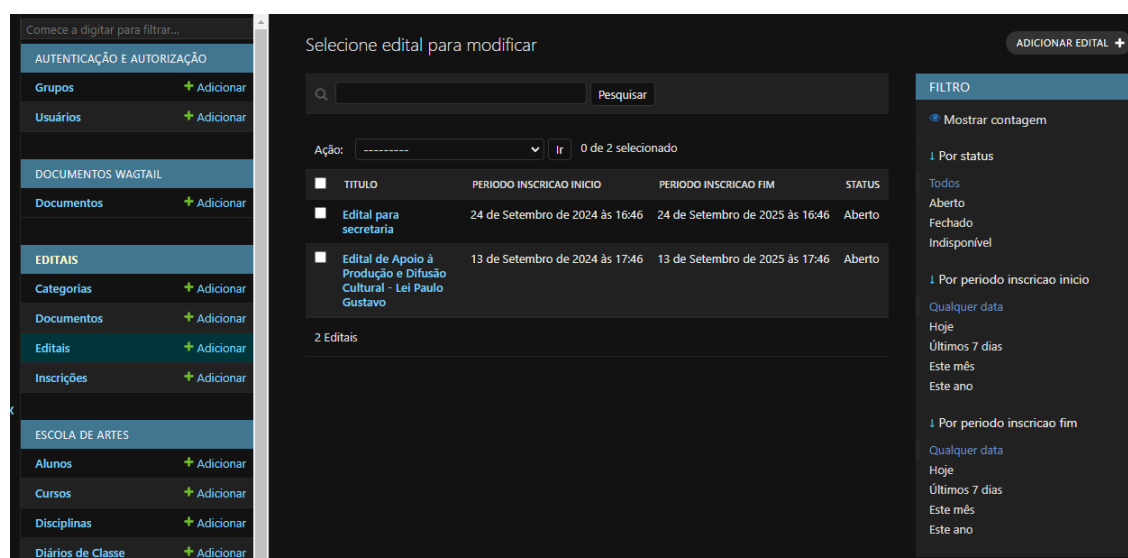 Comece a digitar para filtrar...
AUTENTICAÇÃO E AUTORIZAÇÃO
Grupos + Adicionar
Usuários + Adicionar
DOCUMENTOS WAGTAIL
Documentos + Adicionar
EDITAIS
Categorias + Adicionar
Documentos + Adicionar
Editais + Adicionar
Inscrições + Adicionar
ESCOLA DE ARTES
Alunos + Adicionar
Cursos + Adicionar
Disciplinas + Adicionar
Diários de Classe + Adicionar
Selecione edital para modificar
ADICIONAR EDITAL +
Pesquisar
Ação: --------- Ir 0 de 2 selecionado
TITULO PERIODO INSCRICAO INICIO PERIODO INSCRICAO FIM STATUS
Edital para 24 de Setembro de 2024 às 16:46 24 de Setembro de 2025 às 16:46 Aberto
secretaria
Edital de Apoio à 13 de Setembro de 2024 às 17:46 13 de Setembro de 2025 às 17:46 Aberto
Produção e Difusão
Cultural - Lei Paulo
Gustavo
2 Editais
FILTRO
Mostrar contagem
↓ Por status
Todos
Aberto
Fechado
Indisponível
↓ Por periodo inscricao inicio
Qualquer data
Hoje
Últimos 7 dias
Este mês
Este ano
↓ Por periodo inscricao fim
Qualquer data
Hoje
Últimos 7 dias
Este mês
Este ano